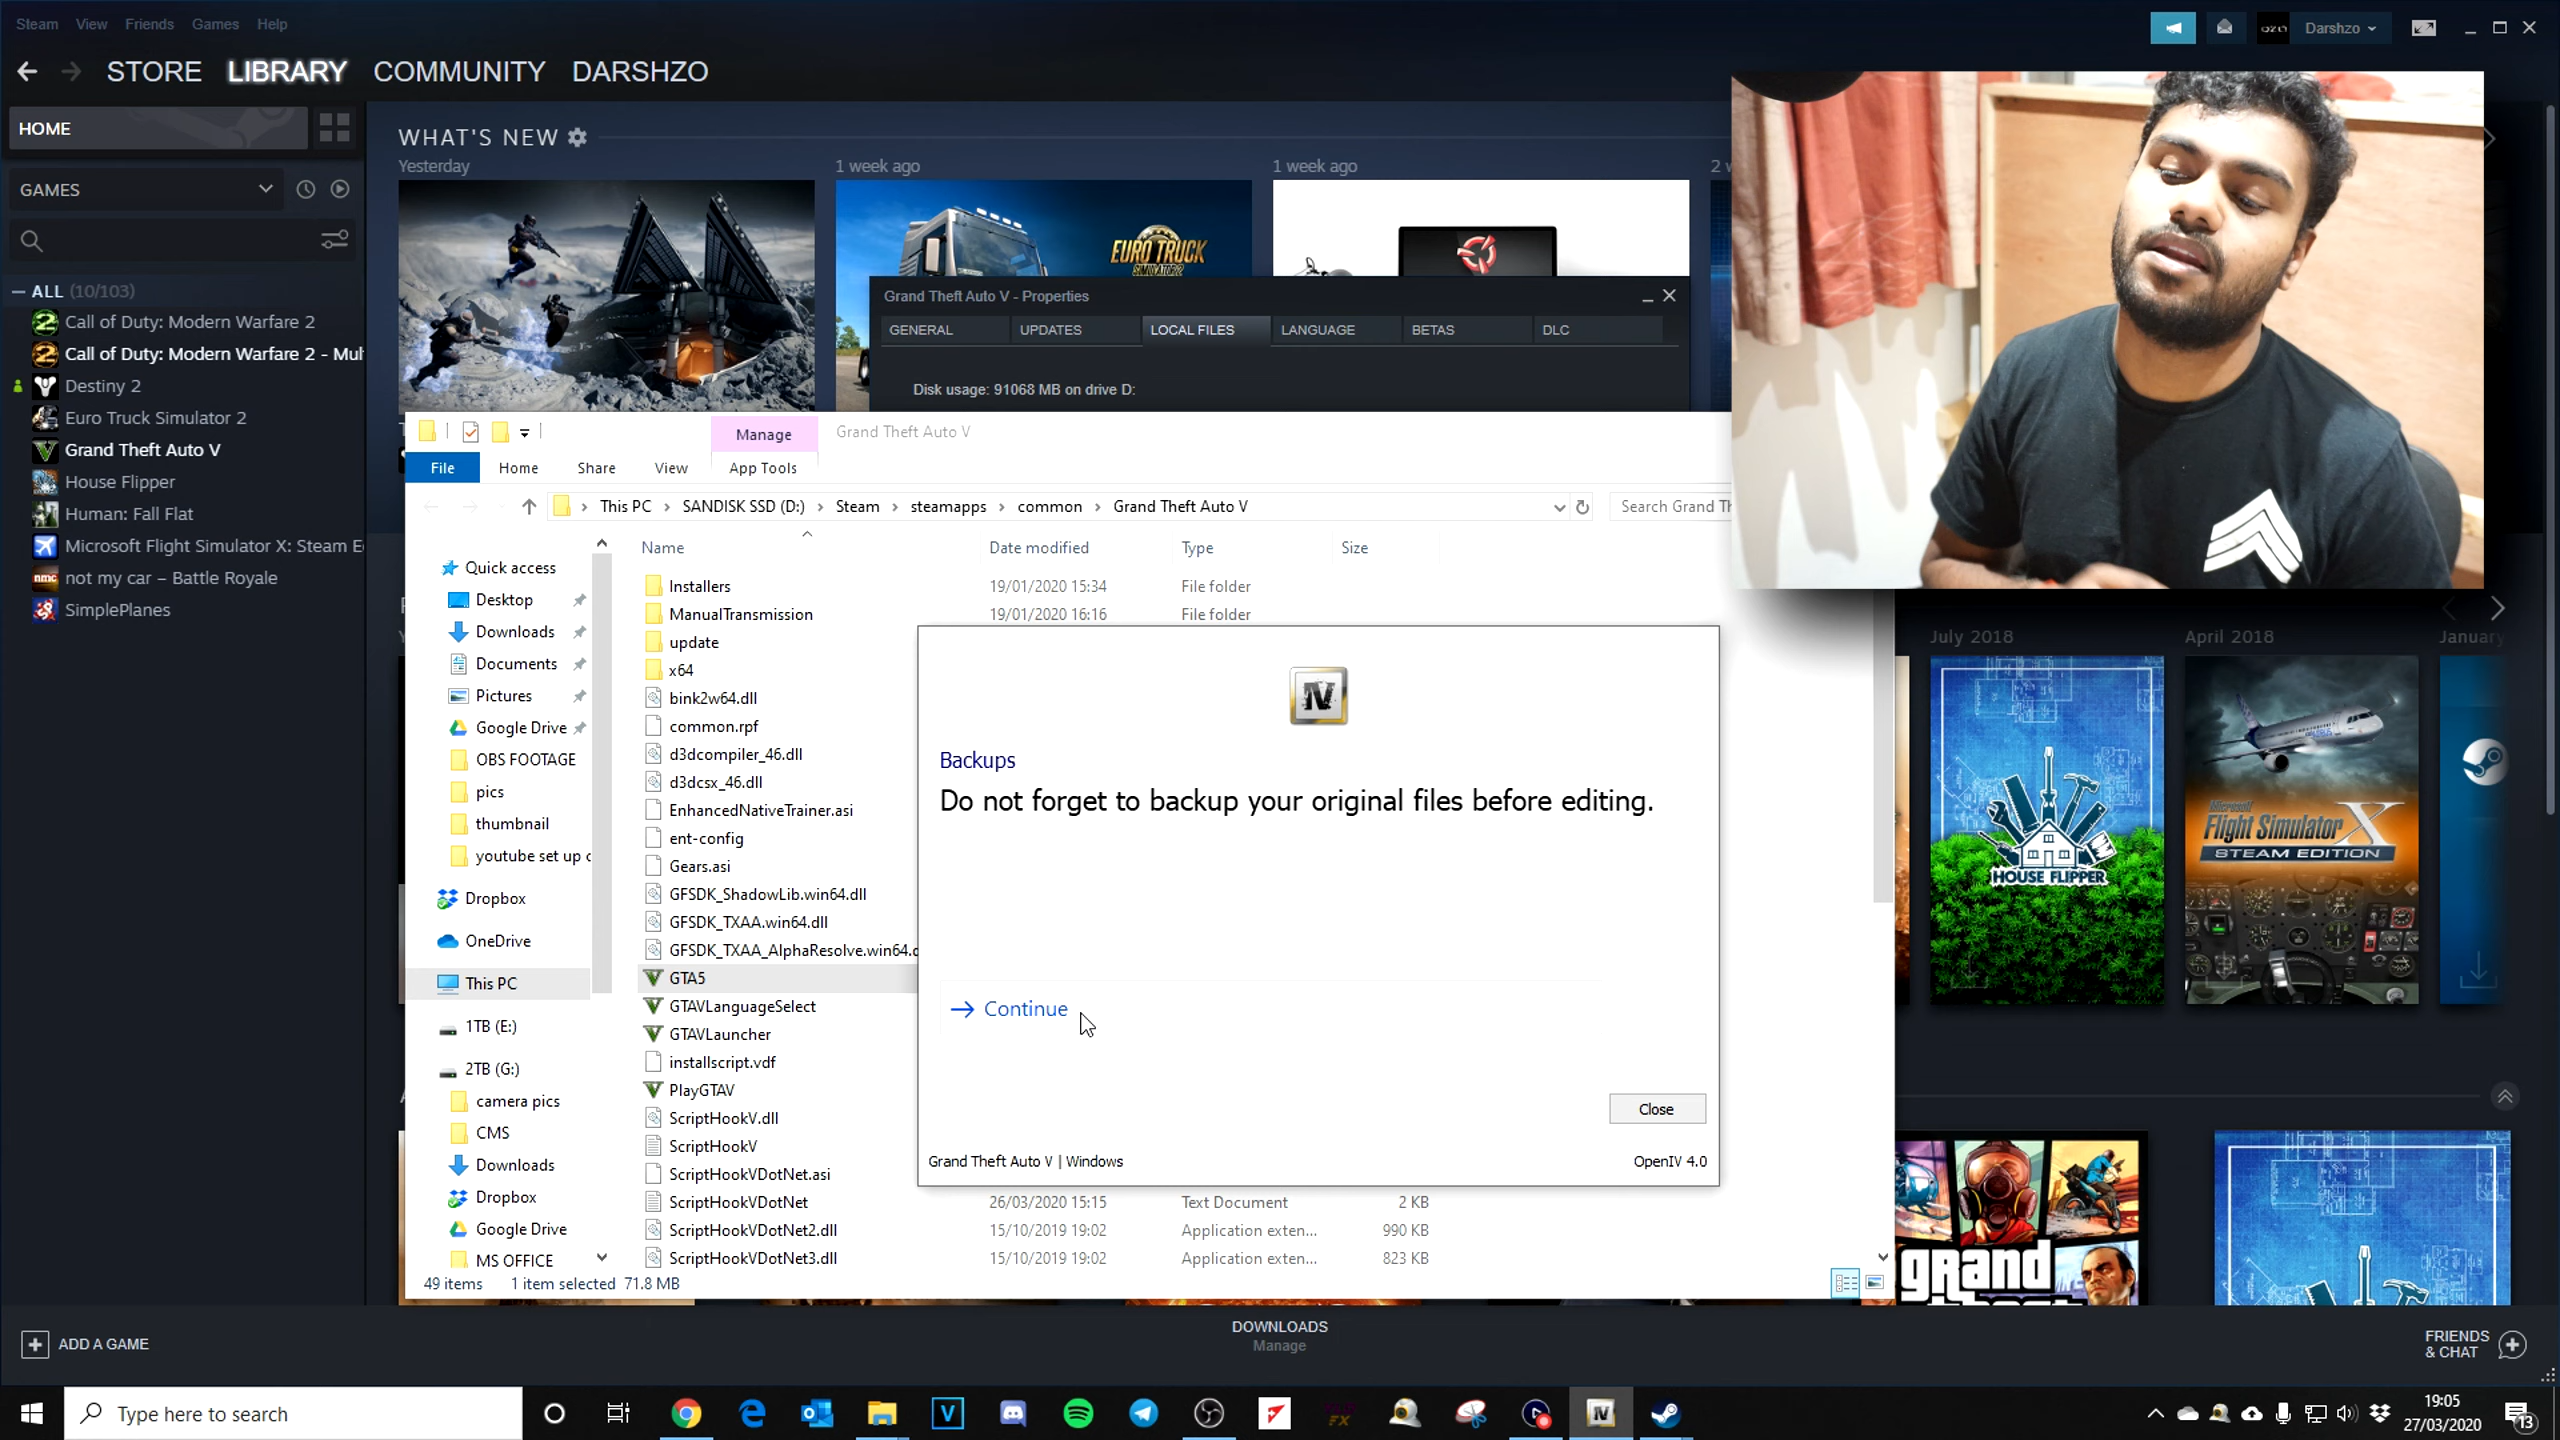 Steam View Friends Games Help
Darshzo
STORE LIBRARY COMMUNITY DARSHZO
HOME
WHAT'S NEW
Yesterday
1 week ago
1 week ago
2 w
GAMES
EURO TRUCK
SIMULATOR 2
ALL (10/103)
Call of Duty: Modern Warfare 2
Call of Duty: Modern Warfare 2 - Mul
Destiny 2
Euro Truck Simulator 2
Grand Theft Auto V
House Flipper
Human: Fall Flat
Microsoft Flight Simulator X: Steam E
not my car – Battle Royale
SimplePlanes
Grand Theft Auto V - Properties
GENERAL UPDATES LOCAL FILES LANGUAGE BETAS DLC
Disk usage: 91068 MB on drive D:
Manage Grand Theft Auto V
File Home Share View App Tools
This PC › SANDISK SSD (D:) › Steam › steamapps › common › Grand Theft Auto V
Search Grand Th
Name Date modified Type Size
Quick access
Desktop
Downloads
Documents
Pictures
Google Drive
OBS FOOTAGE
pics
thumbnail
youtube set up c
Dropbox
OneDrive
This PC
1TB (E:)
2TB (G:)
camera pics
CMS
Downloads
Dropbox
Google Drive
MS OFFICE
Installers 19/01/2020 15:34 File folder
ManualTransmission 19/01/2020 16:16 File folder
update
x64
bink2w64.dll
common.rpf
d3dcompiler_46.dll
d3dcsx_46.dll
EnhancedNativeTrainer.asi
ent-config
Gears.asi
GFSDK_ShadowLib.win64.dll
GFSDK_TXAA.win64.dll
GFSDK_TXAA_AlphaResolve.win64.d
GTA5
GTAVLanguageSelect
GTAVLauncher
installscript.vdf
PlayGTAV
ScriptHookV.dll
ScriptHookV
ScriptHookVDotNet.asi
ScriptHookVDotNet 26/03/2020 15:15 Text Document 2 KB
ScriptHookVDotNet2.dll 15/10/2019 19:02 Application exten... 990 KB
ScriptHookVDotNet3.dll 15/10/2019 19:02 Application exten... 823 KB
49 items 1 item selected 71.8 MB
IV
Backups
Do not forget to backup your original files before editing.
Continue
Close
Grand Theft Auto V | Windows
OpenIV 4.0
July 2018
April 2018
January
HOUSE FLIPPER
Microsoft
Flight Simulator X
STEAM EDITION
grand
ADD A GAME
DOWNLOADS
Manage
FRIENDS
& CHAT
Type here to search
19:05
27/03/2020
13